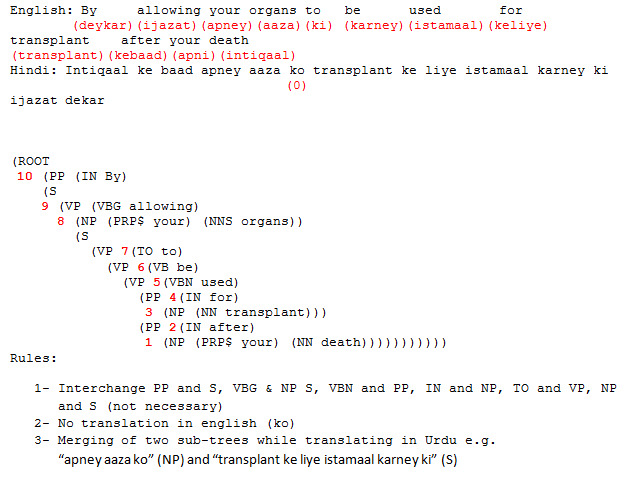 English: By allowing your organs to be used for
(deykar) (ijazat) (apney) (aaza) (ki) (karney) (istamaal) (keliye)
transplant after your death
(transplant) (kebaad) (apni) (intiqaal)
Hindi: Intiqaal ke baad apney aaza ko transplant ke liye istamaal karney ki
(0)
ijazat dekar
(ROOT
10 (PP (IN By)
(S
9 (VP (VBG allowing)
8 (NP (PRP$ your) (NNS organs))
(S
(VP 7 (TO to)
(VP 6 (VB be)
(VP 5 (VBN used)
(PP 4 (IN for)
3 (NP (NN transplant)))
(PP 2 (IN after)
1 (NP (PRP$ your) (NN death)))))))))))
Rules:
1- Interchange PP and S, VBG & NP S, VBN and PP, IN and NP, TO and VP, NP
and S (not necessary)
2- No translation in english (ko)
3- Merging of two sub-trees while translating in Urdu e.g.
“apney aaza ko” (NP) and “transplant ke liye istamaal karney ki” (S)